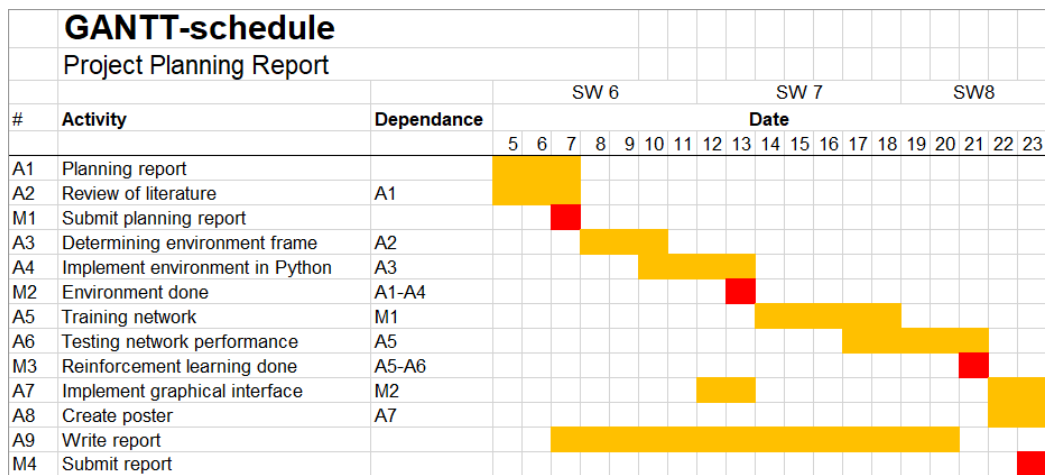 GANTT-schedule
Project Planning Report
SW 6 SW 7 SW8
# Activity Dependance Date
5 6 7 8 9 10 11 12 13 14 15 16 17 18 19 20 21 22 23
A1 Planning report
A2 Review of literature A1
M1 Submit planning report
A3 Determining environment frame A2
A4 Implement environment in Python A3
M2 Environment done A1-A4
A5 Training network M1
A6 Testing network performance A5
M3 Reinforcement learning done A5-A6
A7 Implement graphical interface M2
A8 Create poster A7
A9 Write report
M4 Submit report